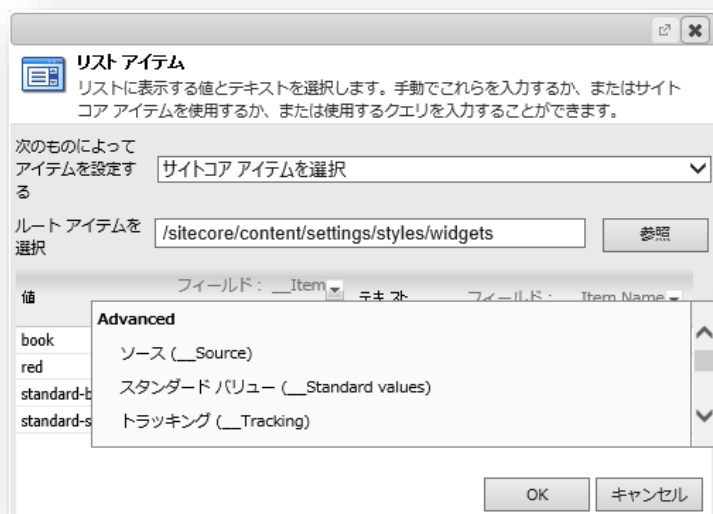 リスト アイテム
リストに表示する値とテキストを選択します。手動でこれらを入力するか、またはサイト
コア アイテムを使用するか、または使用するクエリを入力することができます。
次のものによって
アイテムを設定す
る
サイトコア アイテムを選択
ルート アイテムを
選択
/sitecore/content/settings/styles/widgets
参照
値
フィールド : __Item
テキスト
フィールド : __Item Name
book
red
standard-b
standard-s
Advanced
ソース (__Source)
スタンダード バリュー (__Standard values)
トラッキング (__Tracking)
OK
キャンセル